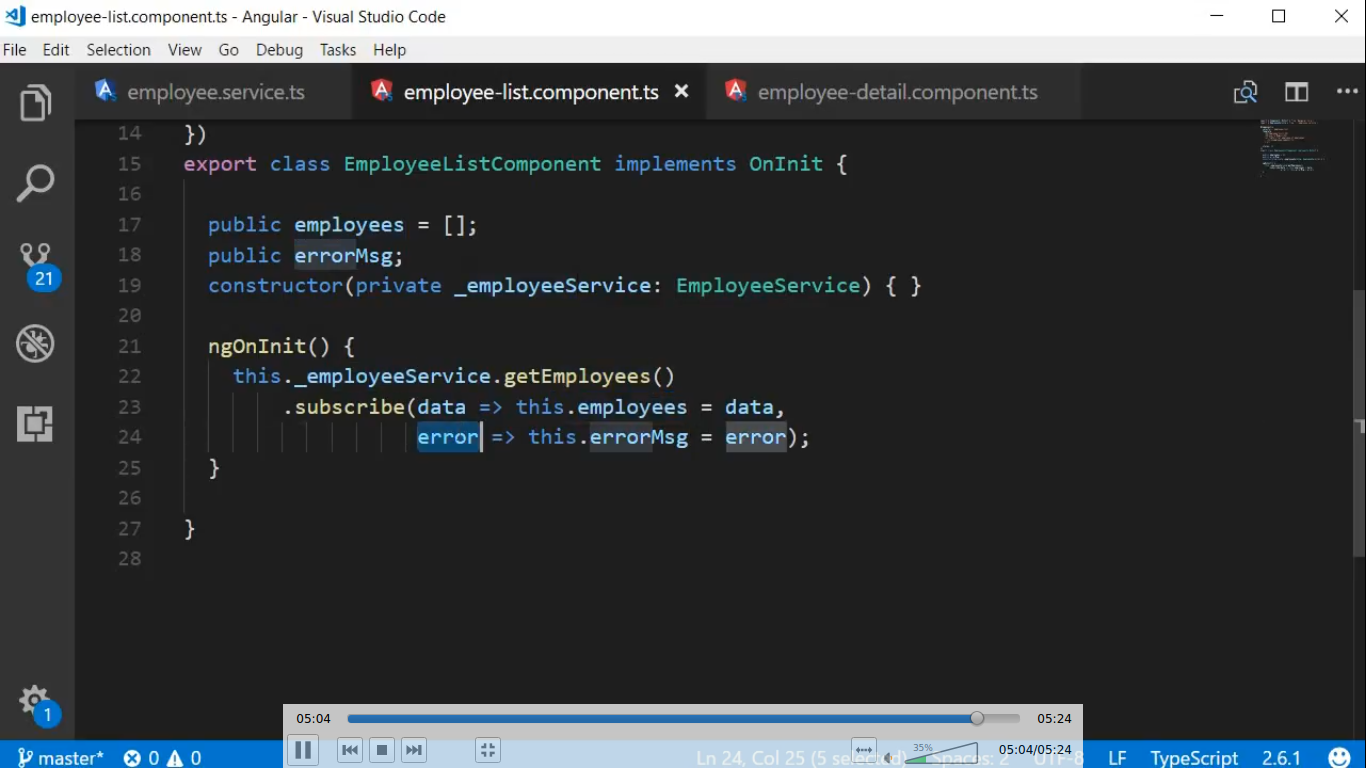 employee-list.component.ts - Angular - Visual Studio Code
File Edit Selection View Go Debug Tasks Help
employee.service.ts employee-list.component.ts × employee-detail.component.ts
14 })
15 export class EmployeeListComponent implements OnInit {
16
17 public employees = [];
18 public errorMsg;
19 constructor(private _employeeService: EmployeeService) { }
20
21 ngOnInit() {
22 this._employeeService.getEmployees()
23 .subscribe(data => this.employees = data,
24 error => this.errorMsg = error);
25 }
26
27 }
28
21
1
05:04 05:24
35% 05:04/05:24
master* 0 0 Ln 24, Col 25 (5 selected) Spaces: 2 UTF-8 LF TypeScript 2.6.1